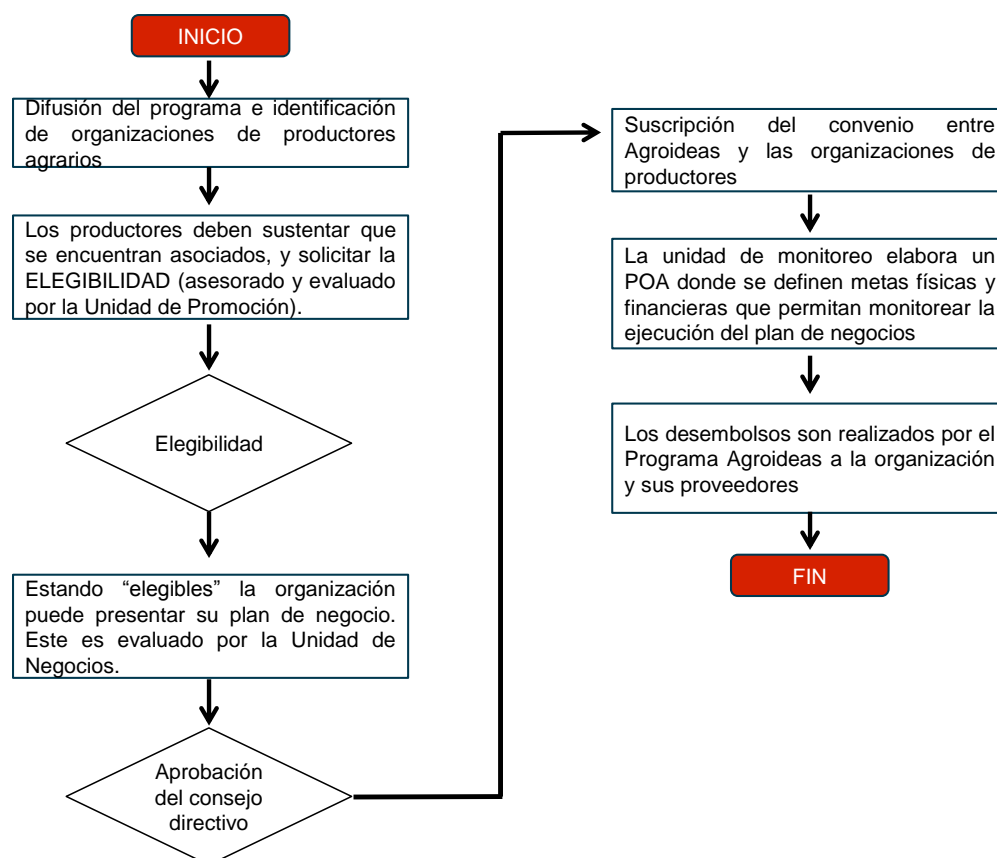 INICIO
Difusión del programa e identificación
de organizaciones de productores
agrarios
Los productores deben sustentar que
se encuentran asociados, y solicitar la
ELEGIBILIDAD (asesorado y evaluado
por la Unidad de Promoción).
Elegibilidad
Estando “elegibles” la organización
puede presentar su plan de negocio.
Este es evaluado por la Unidad de
Negocios.
Aprobación
del consejo
directivo
Suscripción del convenio entre
Agroideas y las organizaciones de
productores
La unidad de monitoreo elabora un
POA donde se definen metas físicas y
financieras que permitan monitorear la
ejecución del plan de negocios
Los desembolsos son realizados por el
Programa Agroideas a la organización
y sus proveedores
FIN